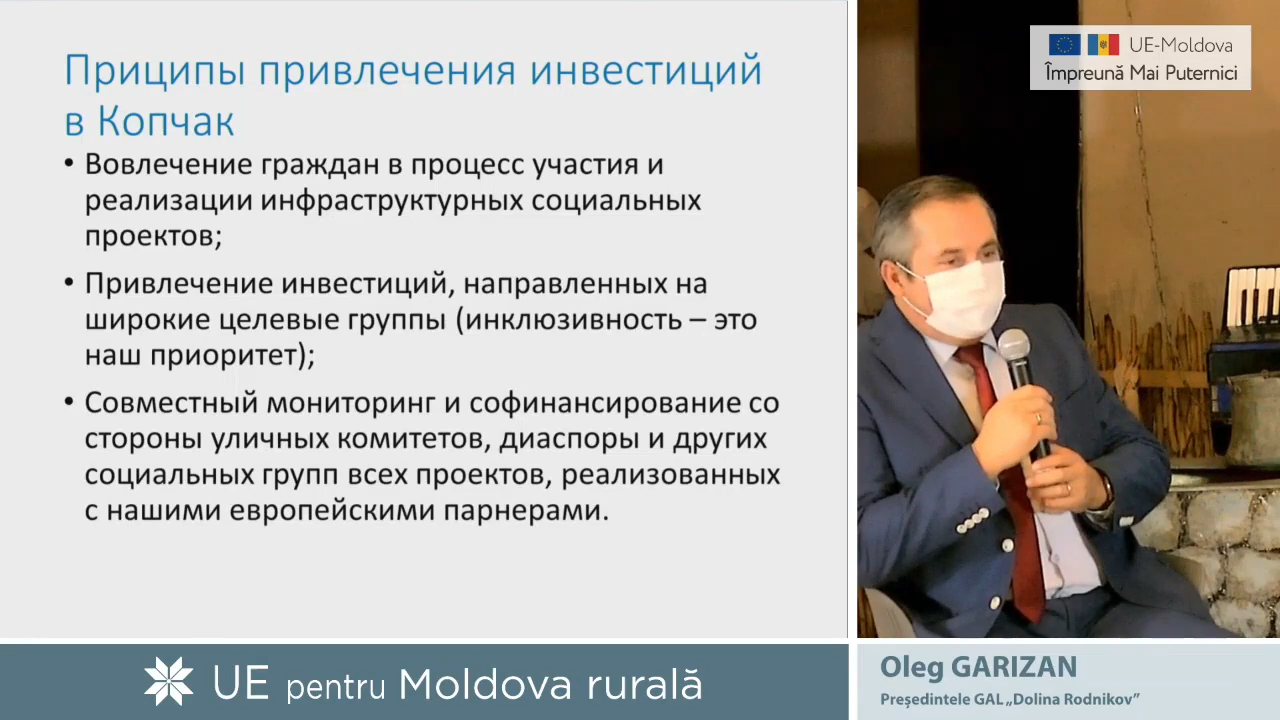 Приципы привлечения инвестиций
в Копчак
• Вовлечение граждан в процесс участия и
реализации инфраструктурных социальных
проектов;
• Привлечение инвестиций, направленных на
широкие целевые группы (инклюзивность – это
наш приоритет);
• Совместный мониторинг и софинансирование со
стороны уличных комитетов, диаспоры и других
социальных групп всех проектов, реализованных
с нашими европейскими парнерами.
UE-Moldova
Împreună Mai Puternici
UE pentru Moldova rurală
Oleg GARIZAN
Președintele GAL „Dolina Rodnikov”